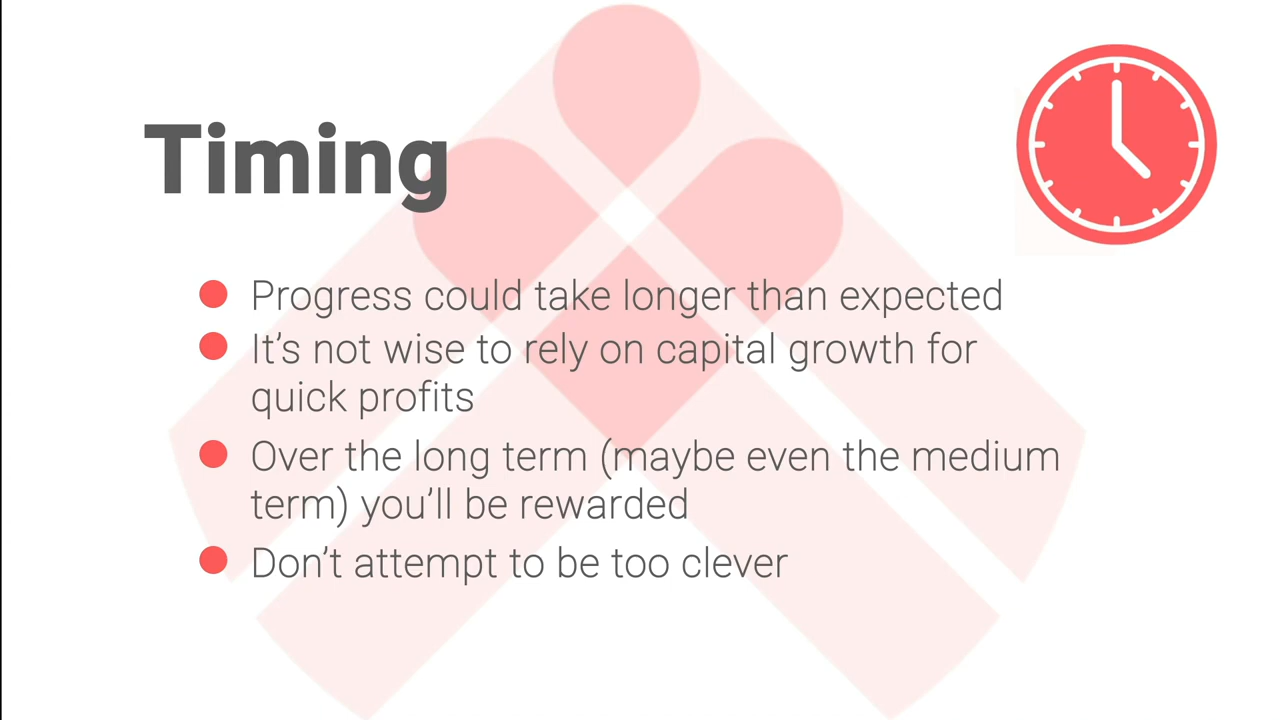 Timing
Progress could take longer than expected
It's not wise to rely on capital growth for
quick profits
Over the long term (maybe even the medium
term) you'll be rewarded
Don't attempt to be too clever